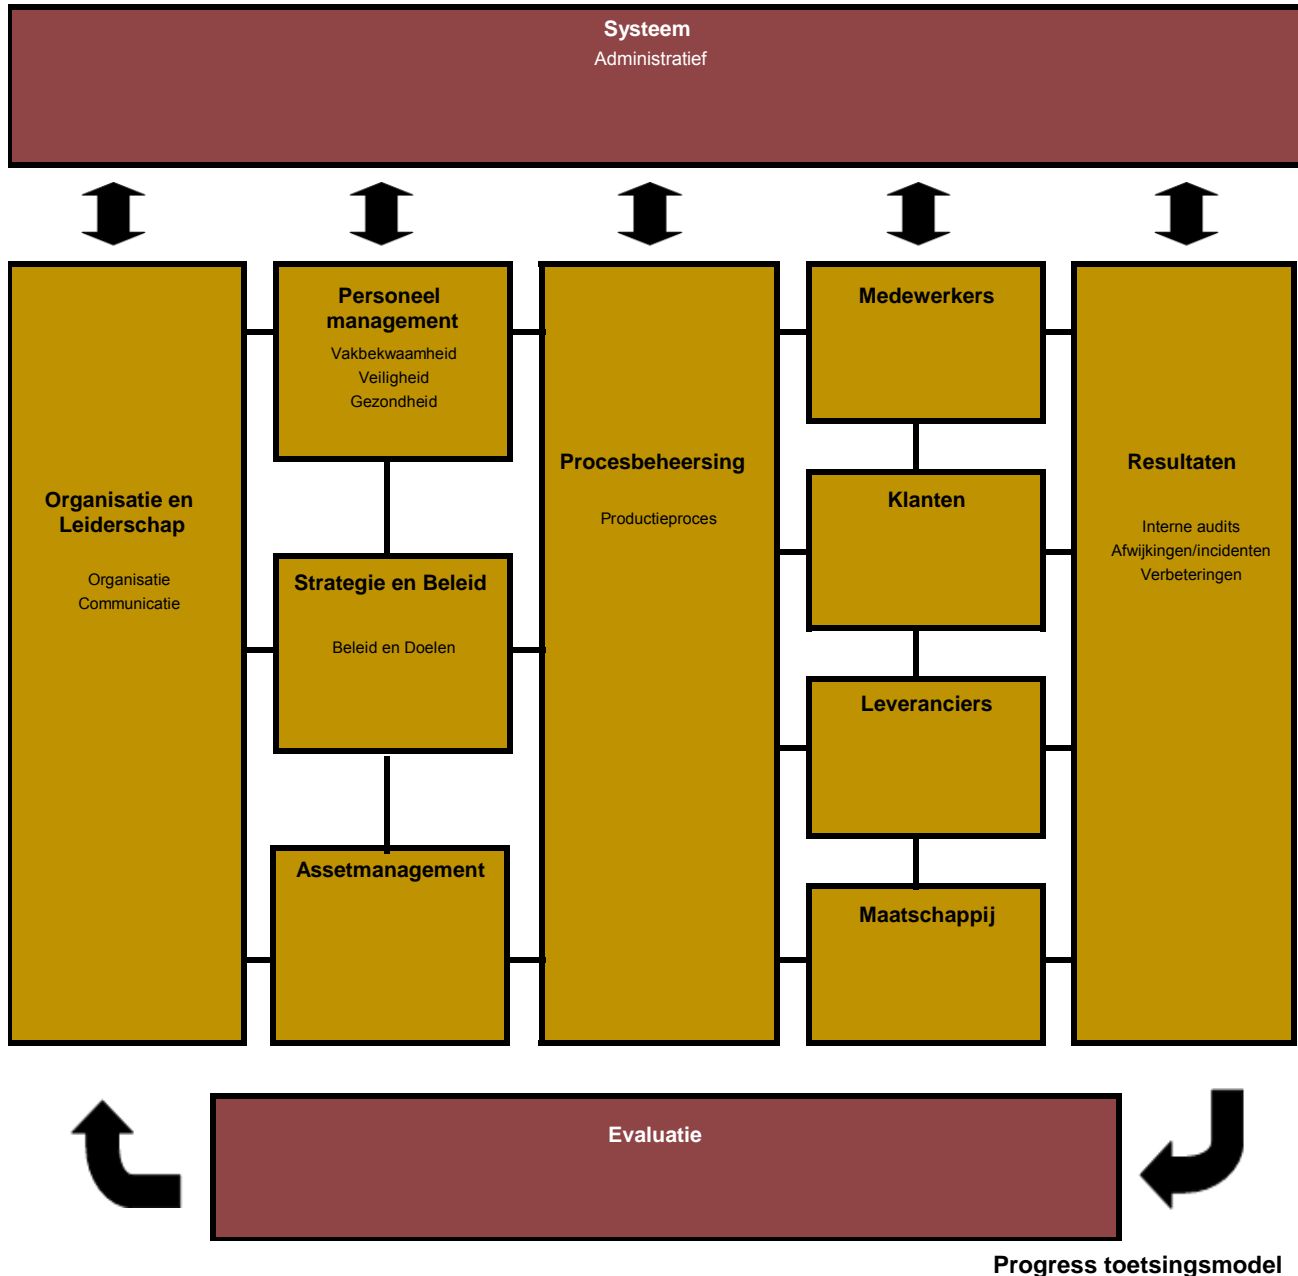 Systeem
Administratief
Organisatie en
Leiderschap
Organisatie
Communicatie
Personeel
management
Vakbekwaamheid
Veiligheid
Gezondheid
Strategie en Beleid
Beleid en Doelen
Assetmanagement
Procesbeheersing
Productieproces
Medewerkers
Klanten
Leveranciers
Maatschappij
Resultaten
Interne audits
Afwijkingen/incidenten
Verbeteringen
Evaluatie
Progress toetsingsmodel